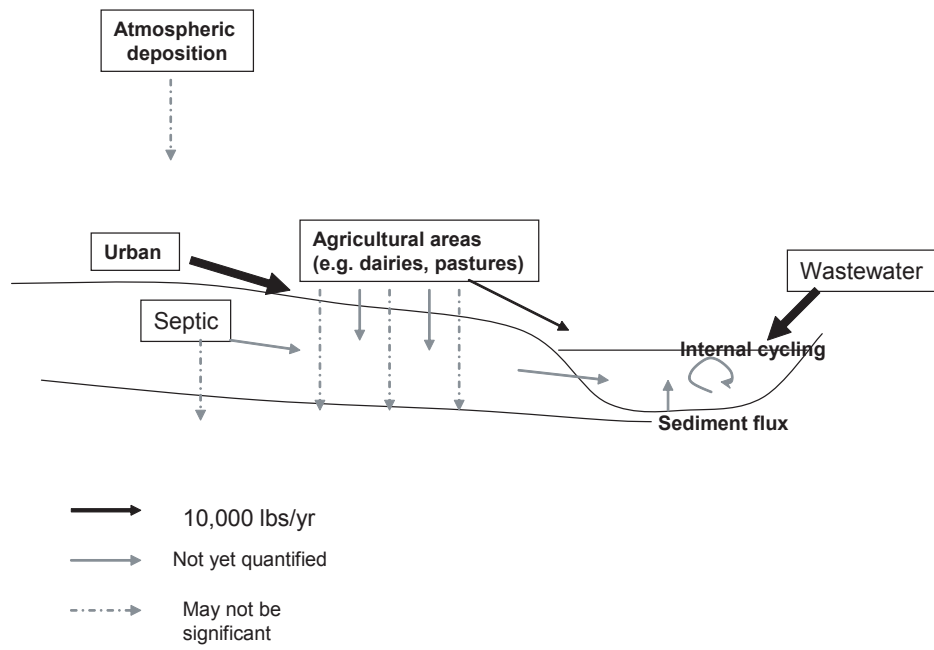 Atmospheric
deposition
Urban
Agricultural areas
(e.g. dairies, pastures)
Wastewater
Septic
Internal cycling
Sediment flux
10,000 lbs/yr
Not yet quantified
May not be
significant